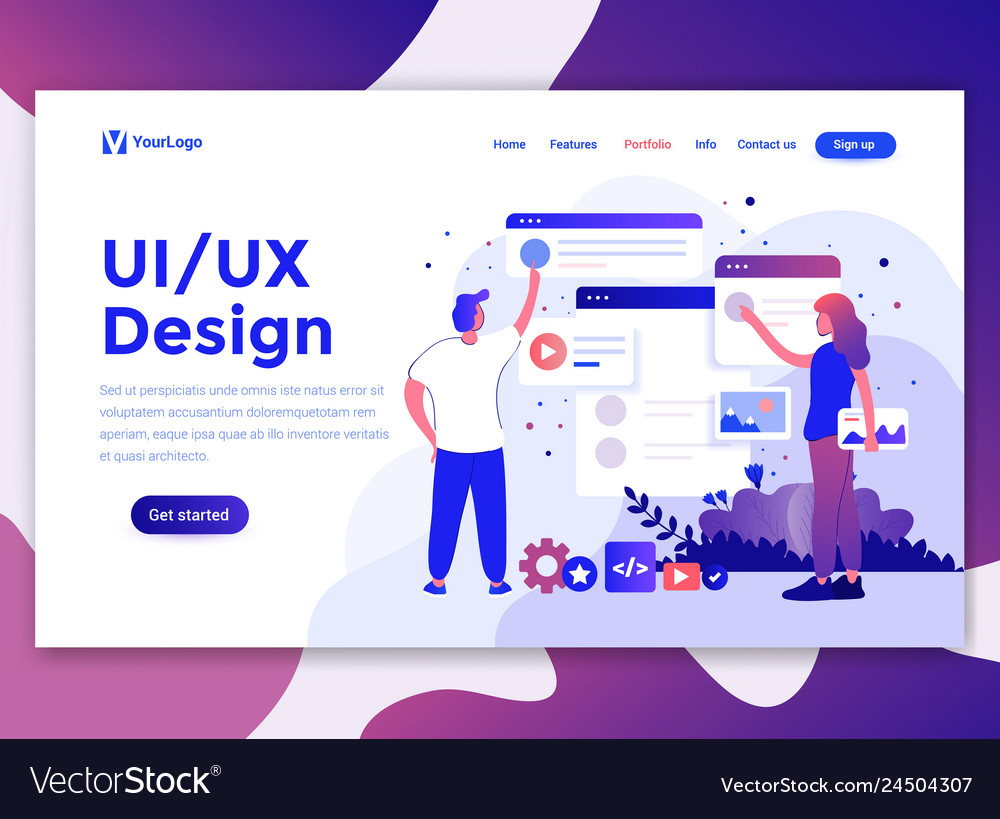 YourLogo
Home Features Portfolio Info Contact us Sign up
UI/UX
Design
Sed ut perspiciatis unde omnis iste natus error sit
voluptatem accusantium doloremquetotam rem
aperiam, eaque ipsa quae ab illo inventore veritatis
et quasi architecto.
Get started
</>
VectorStock®
VectorStock.com/24504307